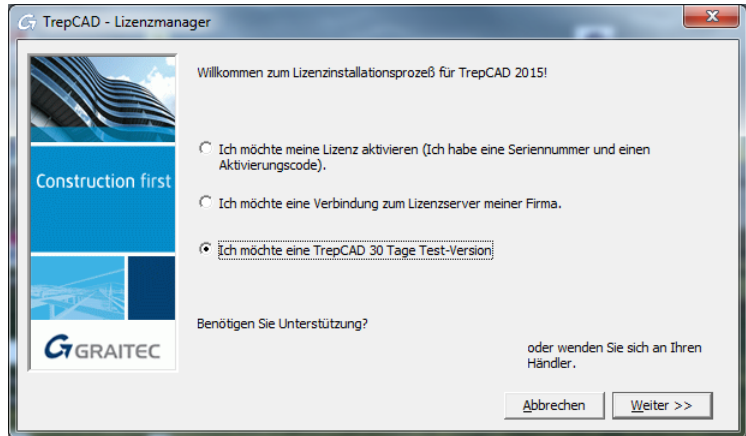 TrepCAD - Lizenzmanager
X
Willkommen zum Lizenzinstallationsprozeß für TrepCAD 2015!
Ich möchte meine Lizenz aktivieren (Ich habe eine Seriennummer und einen
Aktivierungscode).
Construction first
Ich möchte eine Verbindung zum Lizenzserver meiner Firma.
Ich möchte eine TrepCAD 30 Tage Test-Version
Benötigen Sie Unterstützung?
GRAITEC
oder wenden Sie sich an Ihren
Händler.
Abbrechen Weiter >>